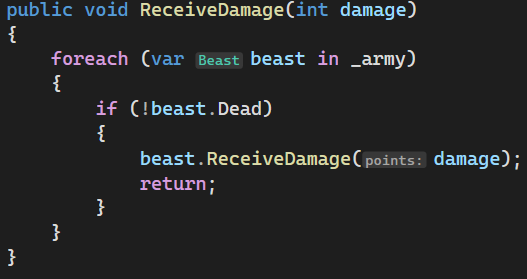 public void ReceiveDamage(int damage)
{
    foreach (var Beast beast in _army)
    {
        if (!beast.Dead)
        {
            beast.ReceiveDamage(points: damage);
            return;
        }
    }
}